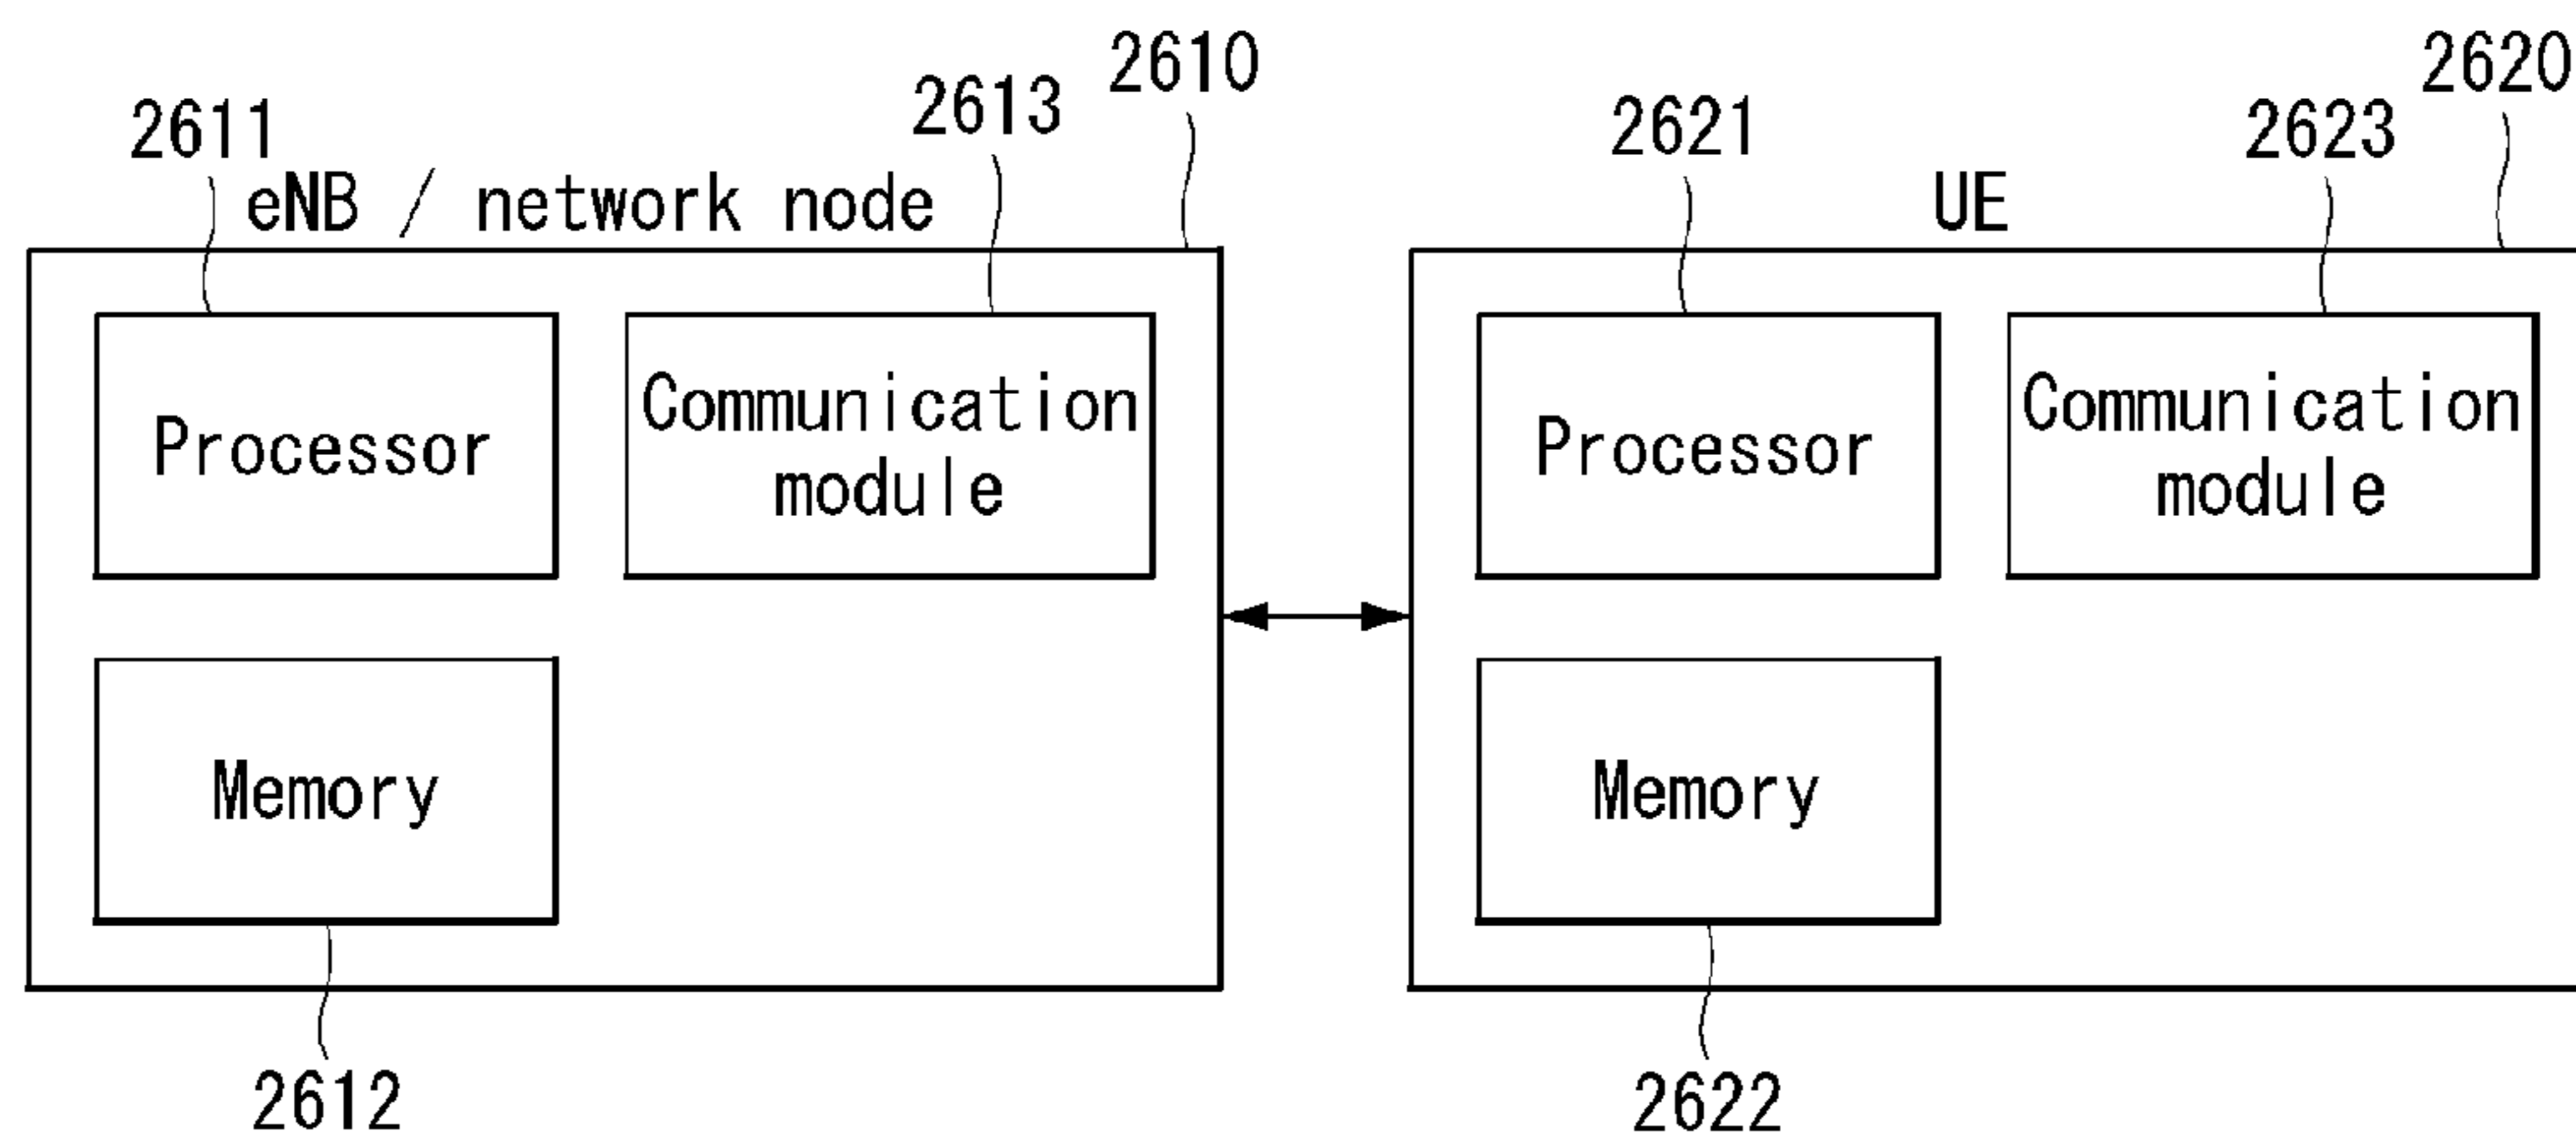 2610
2620
2613
2611
2621
2623
eNB / network node
UE
Processor
Communication
module
Processor
Communication
module
Memory
Memory
2612
2622